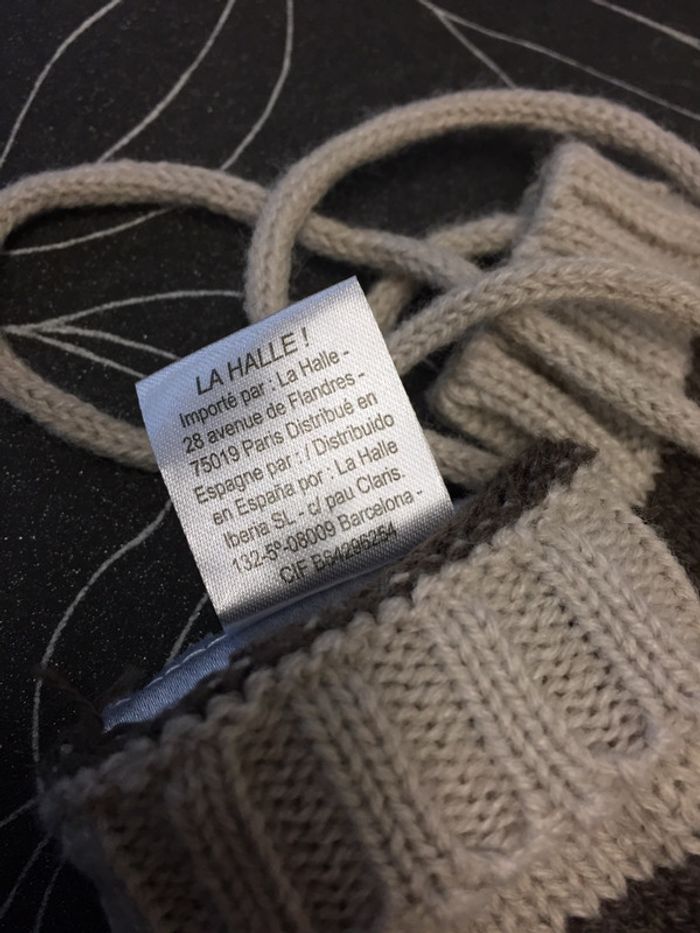 LA HALLE !
Importé par : La Halle -
28 avenue de Flandres -
75019 Paris Distribué en
Espagne par : / Distribuido
en España por : La Halle
Iberia SL - c/ pau Claris.
132-5º-08009 Barcelona -
CIF B64296254